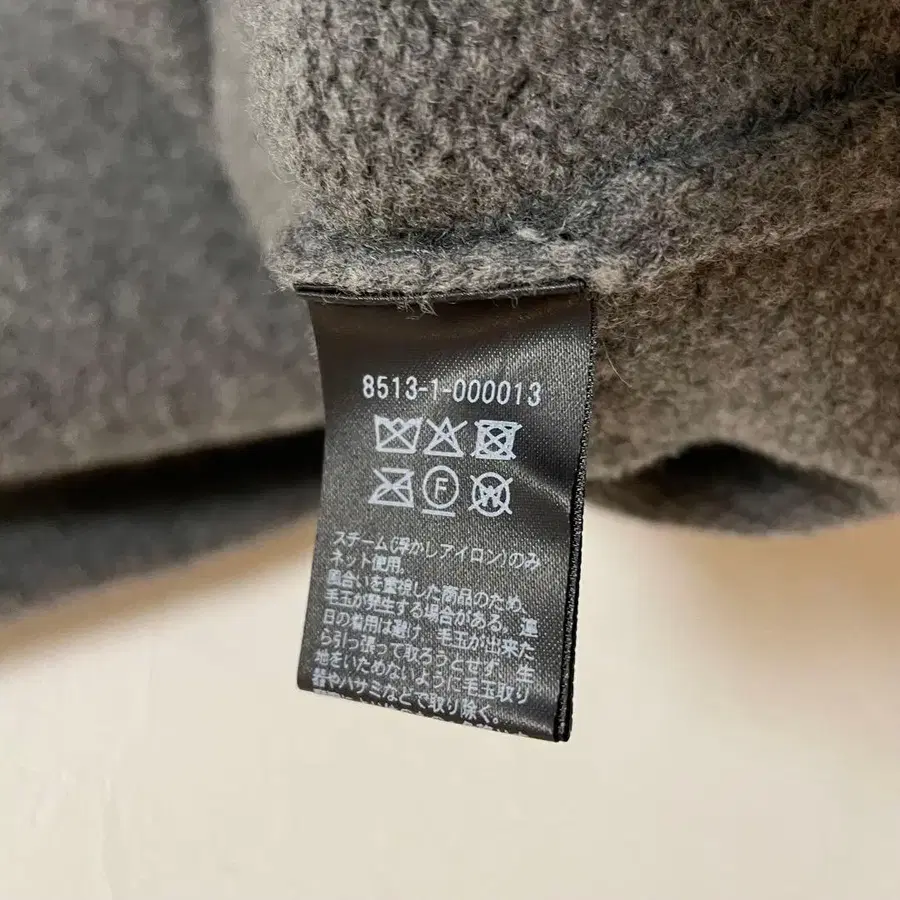 8513-1-000013
F
W
スチーム(浮かしアイロン)のみ
ネット使用。
風合いを重視した商品のため、
毛玉が発生する場合がある。連
日の着用は避け、毛玉が出来た
ら引っ張って取ろうとせず、生
地をいためないように毛玉取り
器やハサミなどで取り除く。